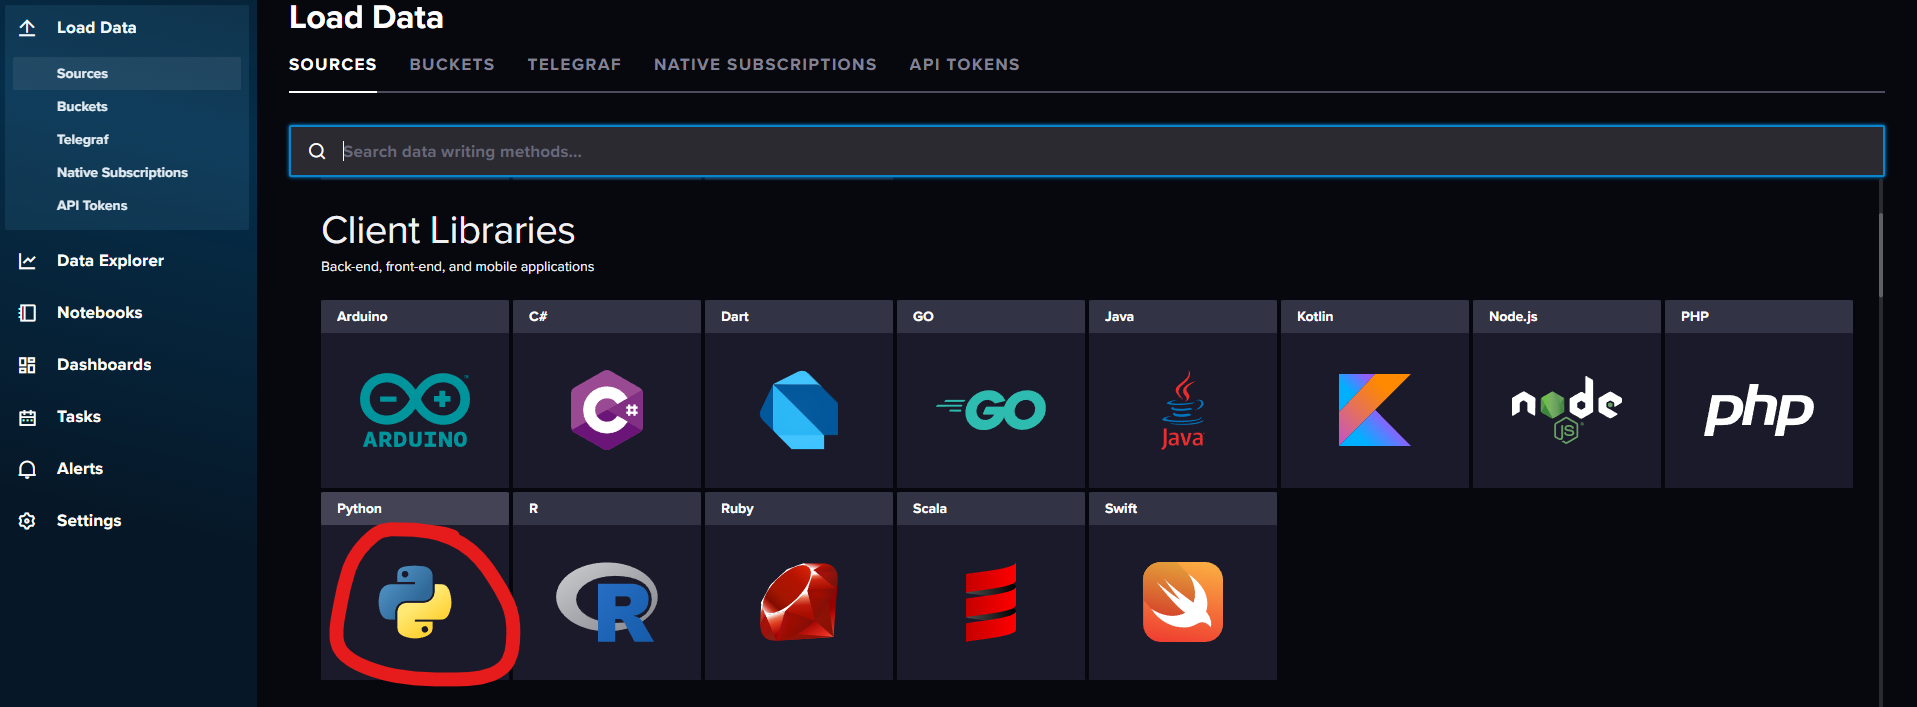 Load Data
Sources
Buckets
Telegraf
Native Subscriptions
API Tokens
Data Explorer
Notebooks
Dashboards
Tasks
Alerts
Settings
Load Data
SOURCES BUCKETS TELEGRAF NATIVE SUBSCRIPTIONS API TOKENS
Search data writing methods...
Client Libraries
Back-end, front-end, and mobile applications
Arduino C# Dart GO Java Kotlin Node.js PHP
ARDUINO C# GO Java node JS php
Python R Ruby Scala Swift
R